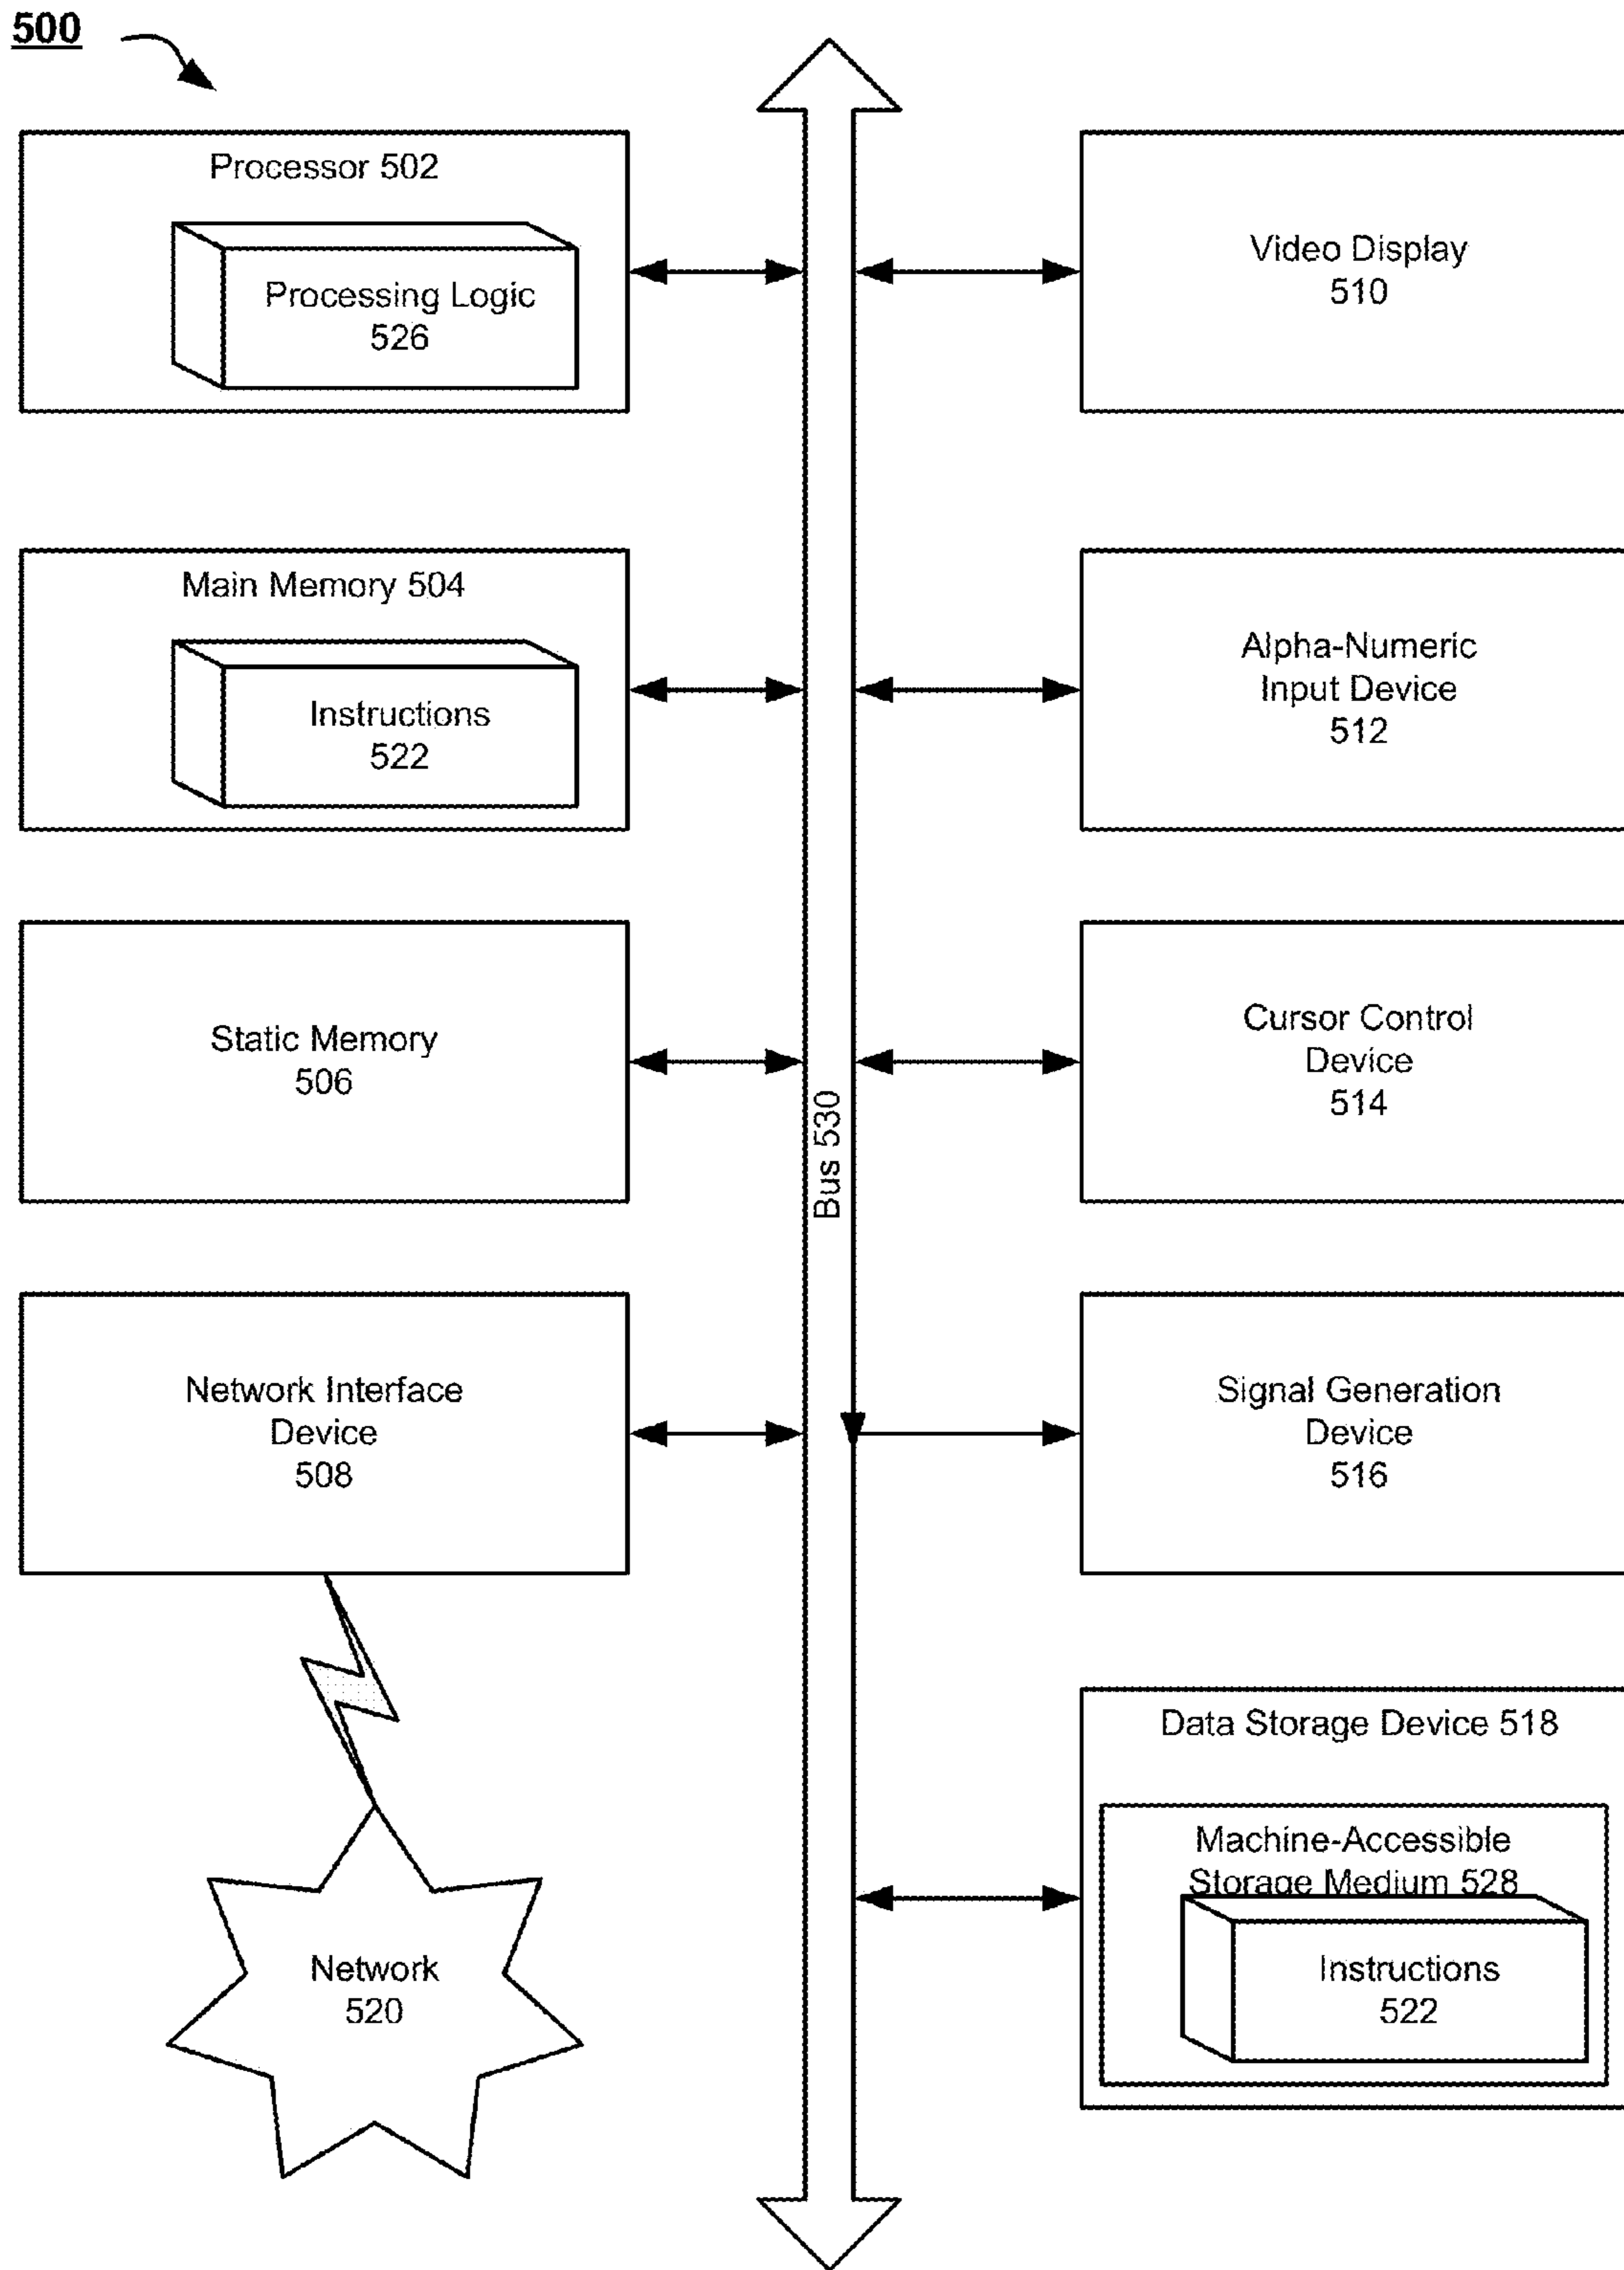 500
Processor 502
Processing Logic
526
Video Display
510
Main Memory 504
Instructions
522
Alpha-Numeric
Input Device
512
Static Memory
506
Cursor Control
Device
514
Bus 530
Network Interface
Device
508
Signal Generation
Device
516
Data Storage Device 518
Machine-Accessible
Storage Medium 528
Instructions
522
Network
520